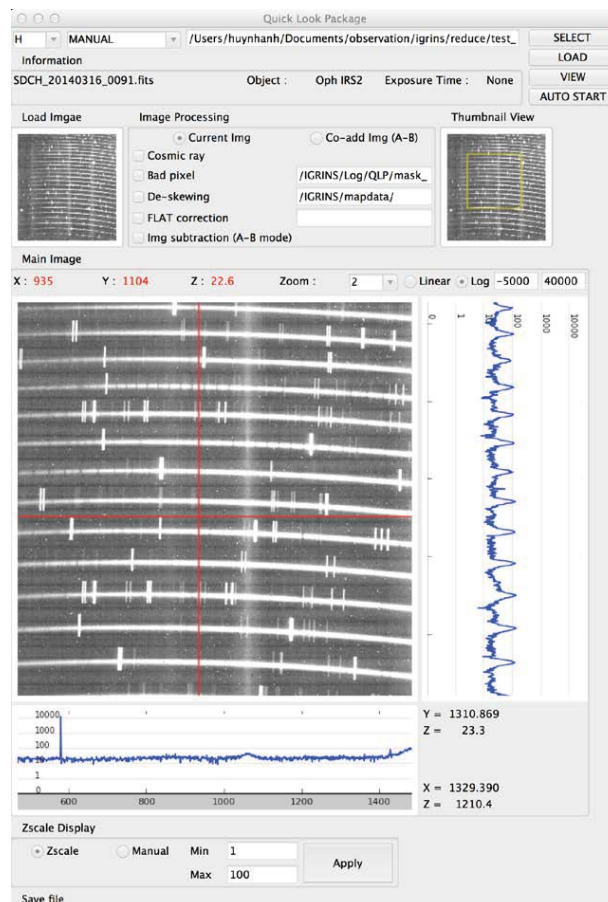 Quick Look Package
H MANUAL /Users/huynhanh/Documents/observation/igrins/reduce/test_ SELECT
Information LOAD
SDCH_20140316_0091.fits Object : Oph IRS2 Exposure Time : None VIEW
AUTO START
Load Imgae Image Processing Thumbnail View
Current Img Co-add Img (A-B)
Cosmic ray
Bad pixel /IGRINS/Log/QLP/mask_
De-skewing /IGRINS/mapdata/
FLAT correction
Img subtraction (A-B mode)
Main Image
X : 935 Y : 1104 Z : 22.6 Zoom : 2 Linear Log -5000 40000
0 1 10 100 1000 10000
10000
1000
100
10
1
0
600 800 1000 1200 1400
Y = 1310.869
Z = 23.3
X = 1329.390
Z = 1210.4
Zscale Display
Zscale Manual Min 1 Apply
Max 100
Save file